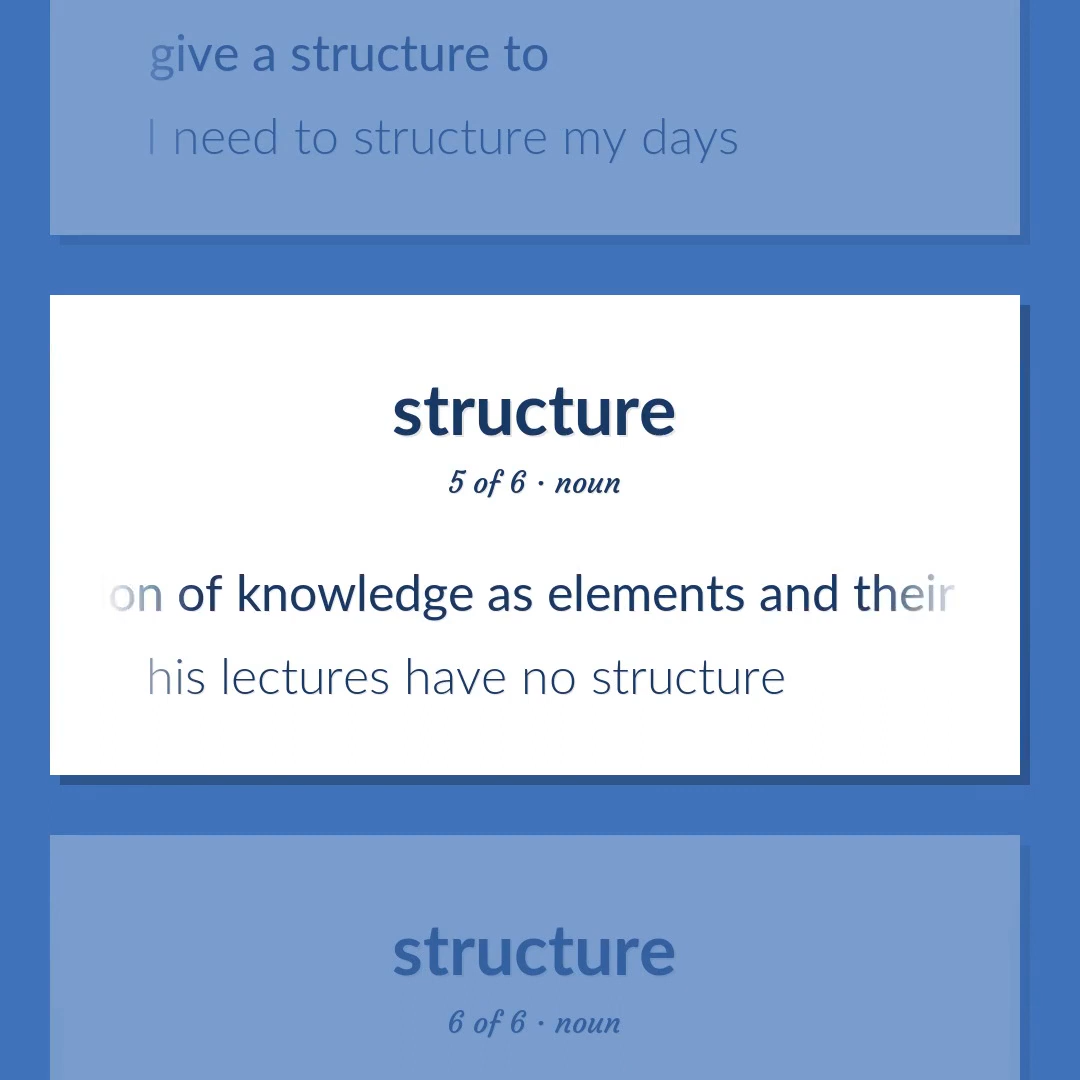 give a structure to
I need to structure my days
structure
5 of 6 · noun
on of knowledge as elements and their
his lectures have no structure
structure
6 of 6 · noun